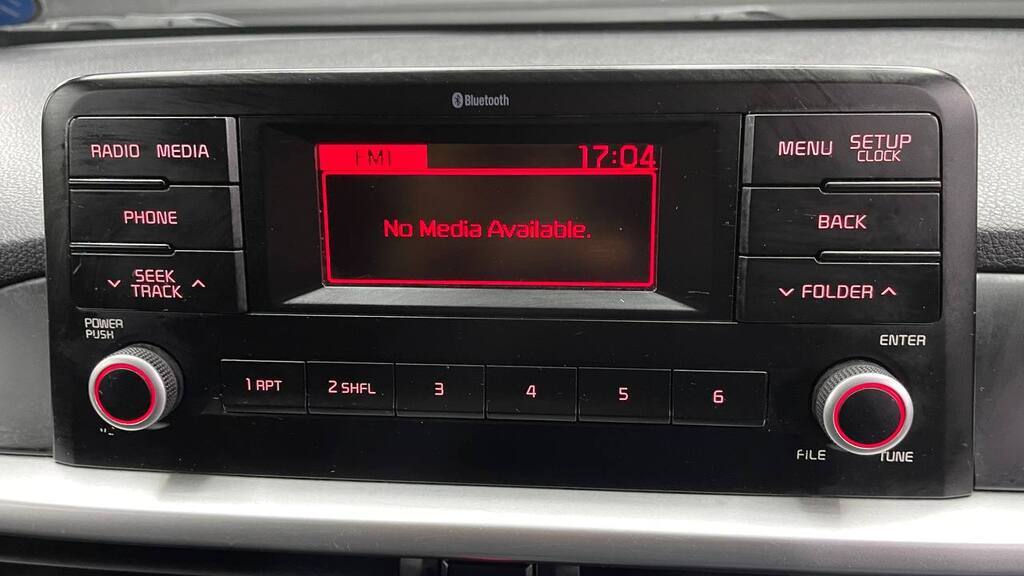 Bluetooth
RADIO MEDIA
FM1 17:04
MENU SETUP
CLOCK
PHONE
No Media Available.
BACK
SEEK
TRACK
FOLDER
POWER
PUSH
ENTER
1 RPT 2 SHFL 3 4 5 6
FILE TUNE